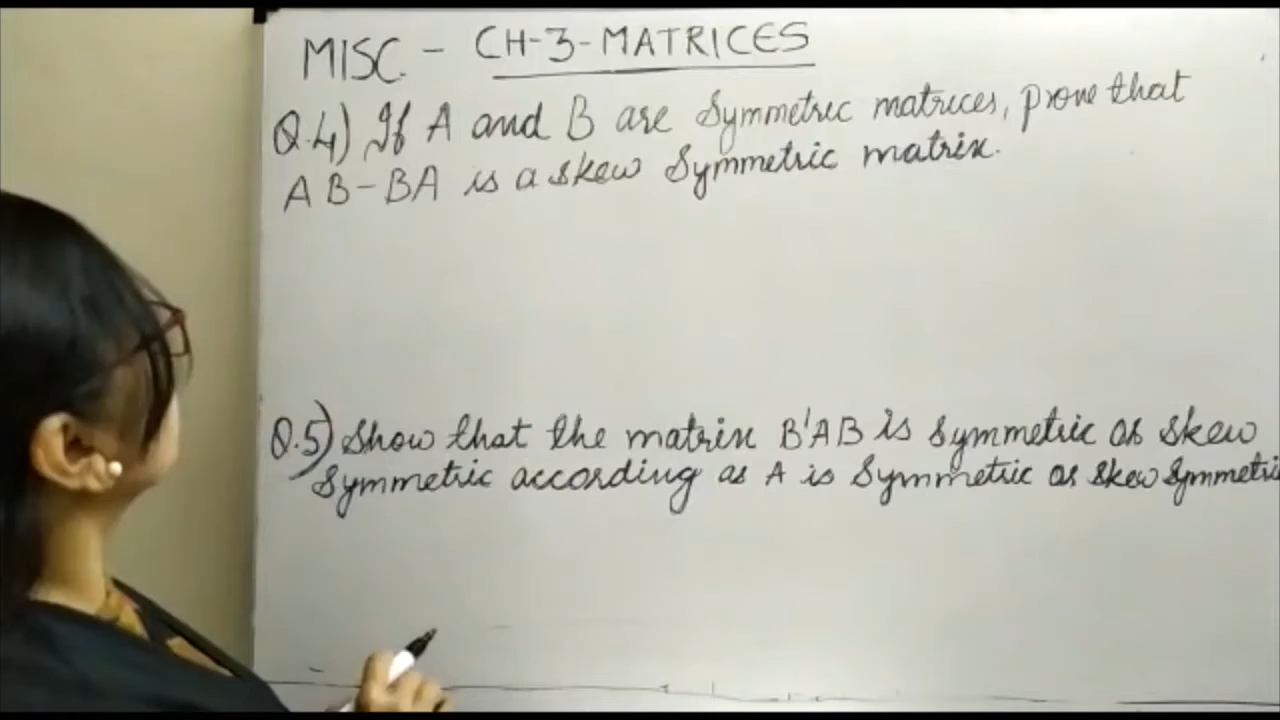 MISC. - CH-3-MATRICES
Q.4) If A and B are Symmetric matrices, prove that
AB-BA is a skew Symmetric matrix.
Q.5) Show that the matrix B'AB is Symmetric or skew
Symmetric according as A is Symmetric or skew Symmetric